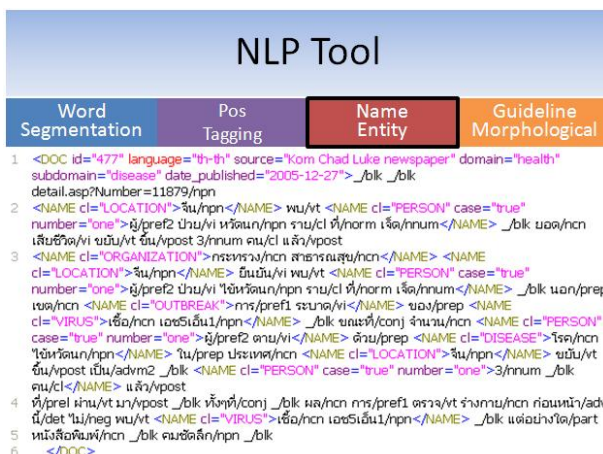 NLP Tool
Word Segmentation
Pos Tagging
Name Entity
Guideline Morphological
1 <DOC id="477" language="th-th" source="Kom Chad Luke newspaper" domain="health"
subdomain="disease" date_published="2005-12-27">_/blk _/blk
detail.asp?Number=11879/npn
2 <NAME cl="LOCATION">จีน/npn</NAME> พบ/vt <NAME cl="PERSON" case="true"
number="one">ผู้/pref2 ป่วย/vi หวัดนก/npn ราย/cl ที่/norm เจ็ด/nnum</NAME> _/blk ยอด/ncn
เสียชีวิต/vi ขยับ/vt ขึ้น/vpost 3/nnum คน/cl แล้ว/vpost
3 <NAME cl="ORGANIZATION">กระทรวง/ncn สาธารณสุข/ncn</NAME> <NAME
cl="LOCATION">จีน/npn</NAME> ยืนยัน/vi พบ/vt <NAME cl="PERSON" case="true"
number="one">ผู้/pref2 ป่วย/vi ไข้หวัดนก/npn ราย/cl ที่/norm เจ็ด/nnum</NAME> _/blk นอก/prep
เขต/ncn <NAME cl="OUTBREAK">การ/pref1 ระบาด/vi</NAME> ของ/prep <NAME
cl="VIRUS">เชื้อ/ncn เอช5เอ็น1/npn</NAME> _/blk ขณะที่/conj จำนวน/ncn <NAME cl="PERSON"
case="true" number="one">ผู้/pref2 ตาย/vi</NAME> ด้วย/prep <NAME cl="DISEASE">โรค/ncn
ไข้หวัดนก/npn</NAME> ใน/prep ประเทศ/ncn <NAME cl="LOCATION">จีน/npn</NAME> ขยับ/vt
ขึ้น/vpost เป็น/advm2 _/blk <NAME cl="PERSON" case="true" number="one">3/nnum _/blk
คน/cl</NAME> แล้ว/vpost
4 ที่/prel ผ่าน/vt มา/vpost _/blk ทั้งๆที่/conj _/blk ผล/ncn การ/pref1 ตรวจ/vt ร่างกาย/ncn ก่อนหน้า/adv
นี้/det ไม่/neg พบ/vt <NAME cl="VIRUS">เชื้อ/ncn เอช5เอ็น1/npn</NAME> _/blk แต่อย่างใด/part
5 หนังสือพิมพ์/ncn _/blk คมชัดลึก/npn _/blk
6 </DOC>